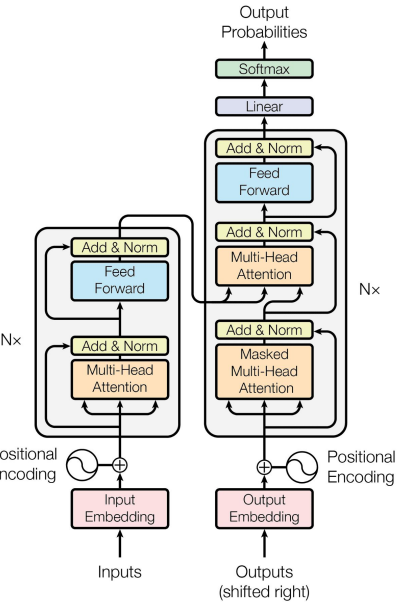 Output
Probabilities
Softmax
Linear
Add & Norm
Feed
Forward
Add & Norm
Multi-Head
Attention
Nx
Add & Norm
Masked
Multi-Head
Attention
Add & Norm
Feed
Forward
Nx
Add & Norm
Multi-Head
Attention
ositional
ncoding
Positional
Encoding
Input
Embedding
Output
Embedding
Inputs
Outputs
(shifted right)